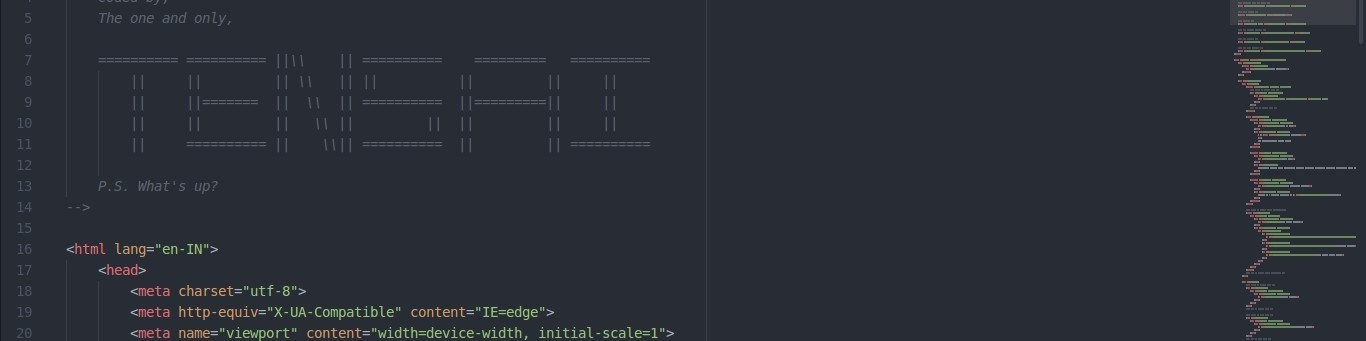 5 The one and only,
6
7 ========== ========== ||\\    || ==========    =========   ==========
8     ||     ||         || \\   || ||          ||         ||     ||
9     ||     ||=======  ||  \\  || ==========  ||=========||     ||
10     ||     ||         ||   \\ ||         ||  ||         ||     ||
11     ||     ========== ||    \\|| ==========  ||         || ==========
12
13 P.S. What's up?
14 -->
15
16 <html lang="en-IN">
17 <head>
18 <meta charset="utf-8">
19 <meta http-equiv="X-UA-Compatible" content="IE=edge">
20 <meta name="viewport" content="width=device-width, initial-scale=1">